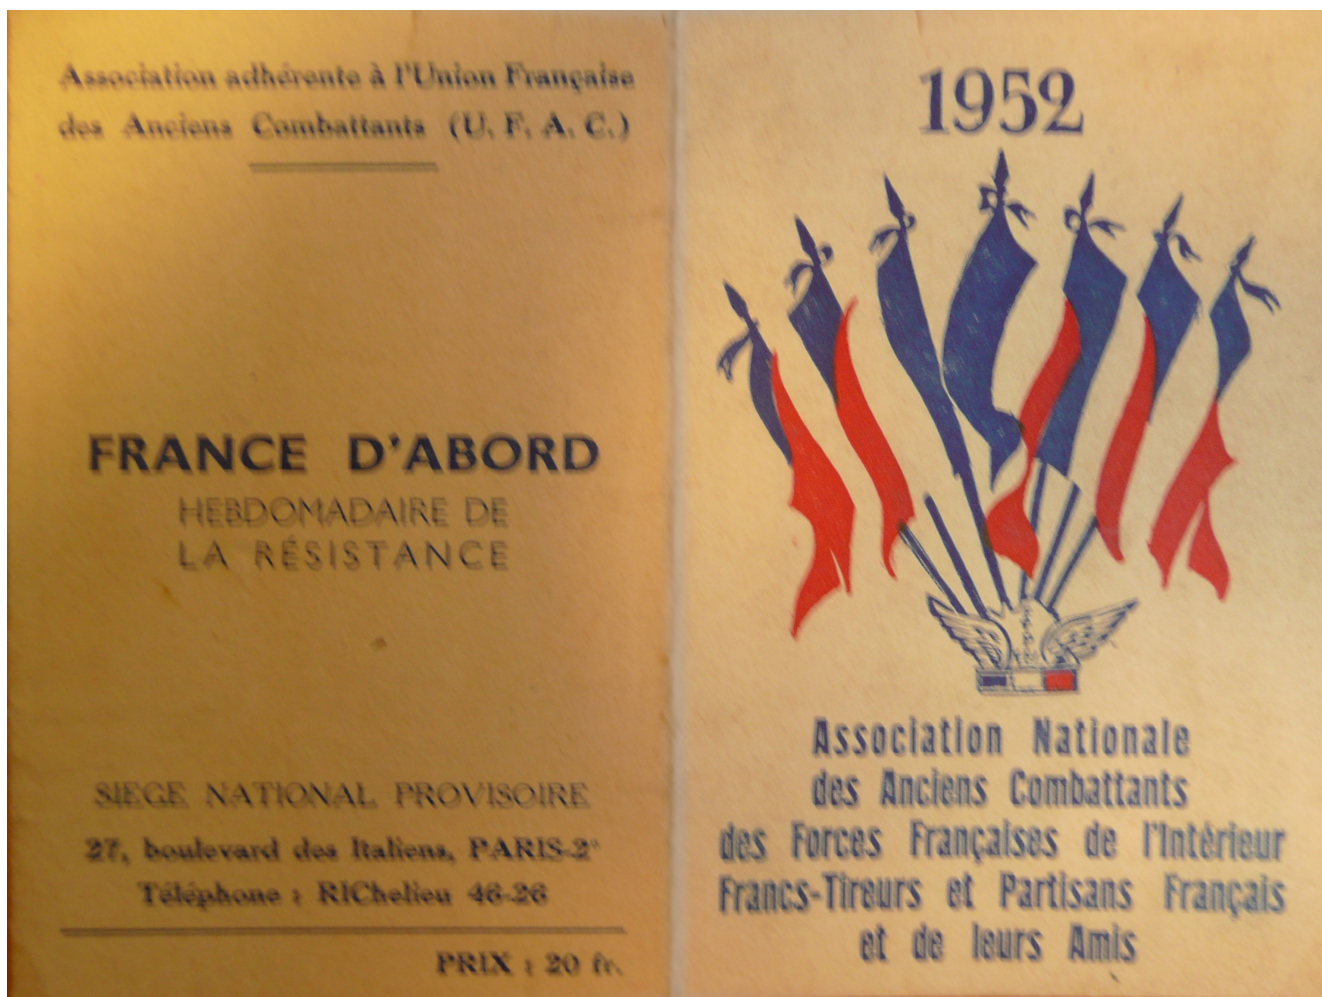 Association adhérente à l'Union Française
des Anciens Combattants (U. F. A. C.)
FRANCE D'ABORD
HEBDOMADAIRE DE
LA RÉSISTANCE
SIEGE NATIONAL PROVISOIRE
27, boulevard des Italiens, PARIS-2e
Téléphone : RIChelieu 46-26
PRIX : 20 fr.
1952
Association Nationale
des Anciens Combattants
des Forces Françaises de l'Intérieur
Francs-Tireurs et Partisans Français
et de leurs Amis